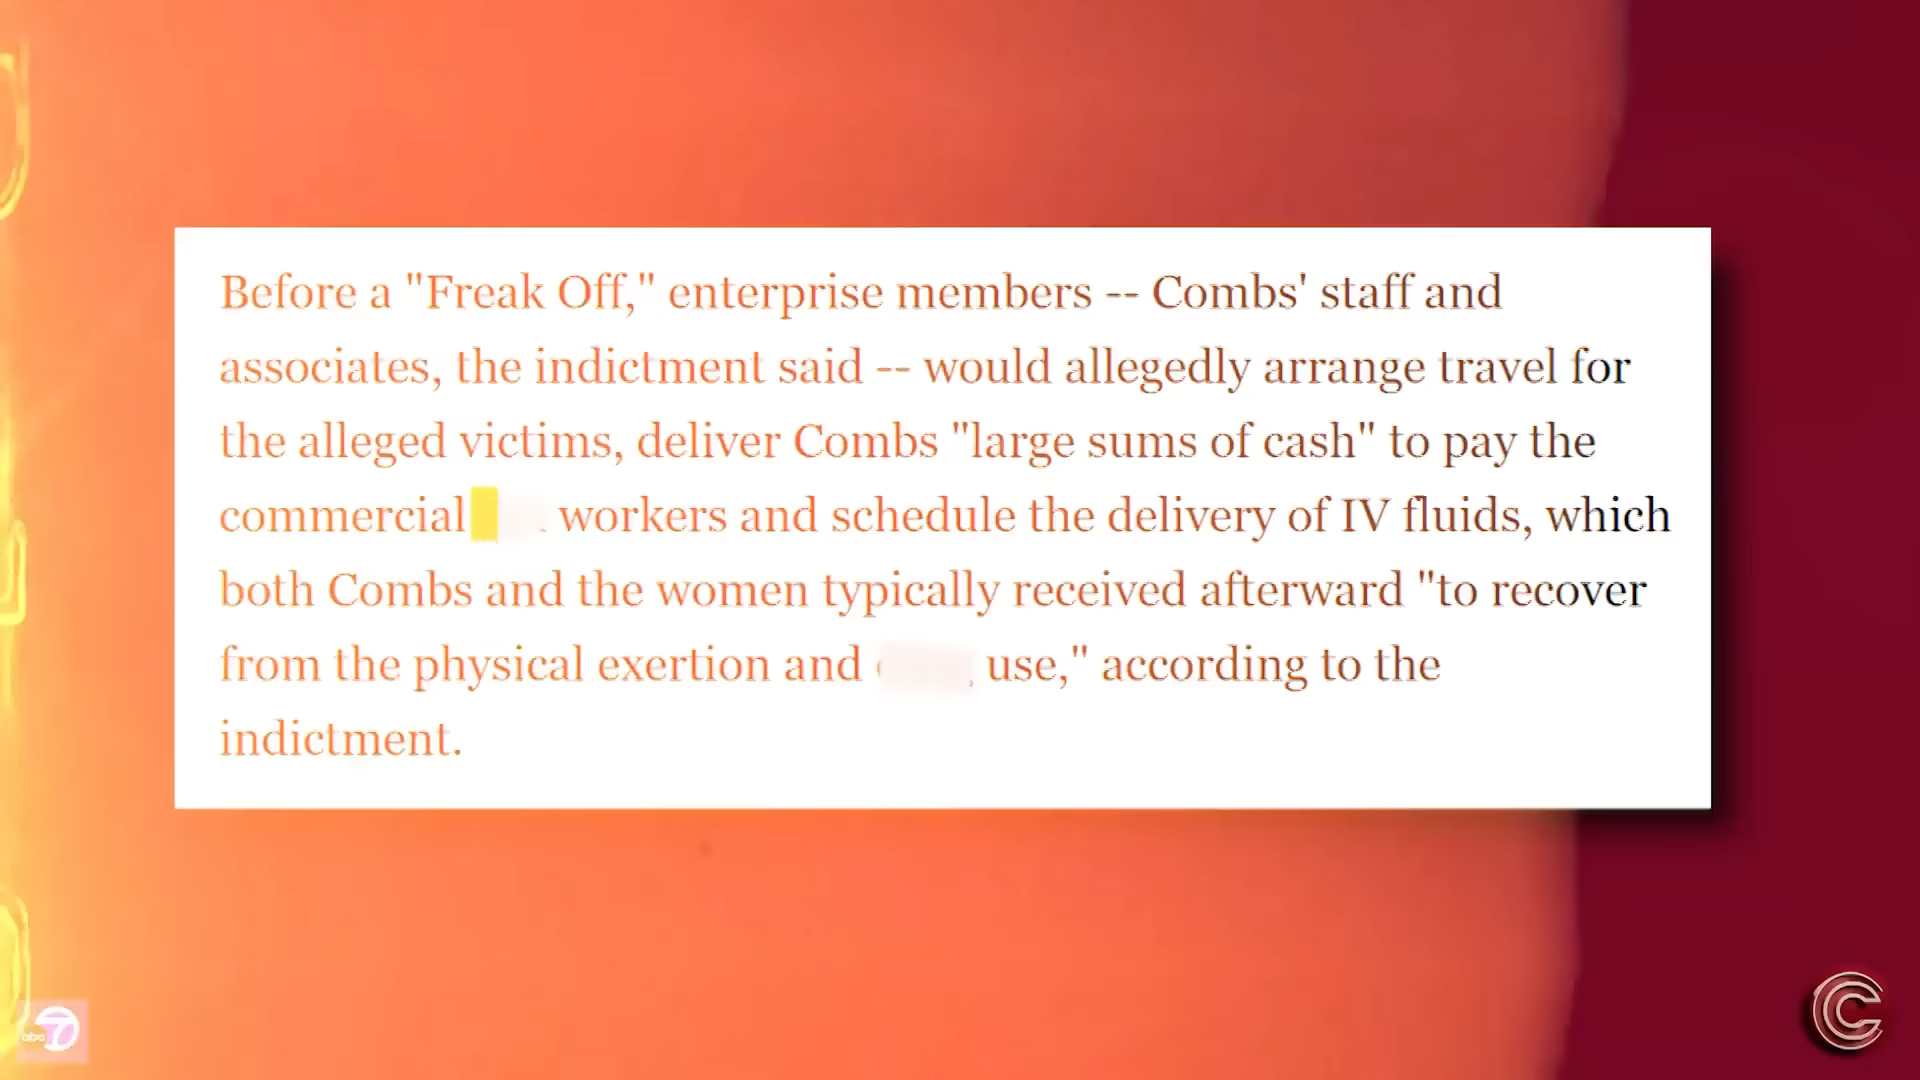 Before a "Freak Off," enterprise members -- Combs' staff and
associates, the indictment said -- would allegedly arrange travel for
the alleged victims, deliver Combs "large sums of cash" to pay the
commercial workers and schedule the delivery of IV fluids, which
both Combs and the women typically received afterward "to recover
from the physical exertion and use," according to the
indictment.
abc 7
C